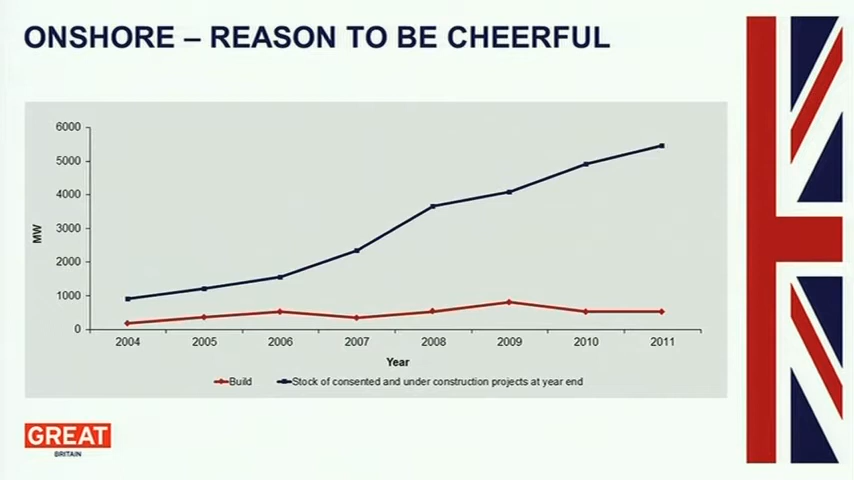 ONSHORE – REASON TO BE CHEERFUL
6000
5000
4000
3000
2000
1000
0
MW
2004 2005 2006 2007 2008 2009 2010 2011
Year
Build Stock of consented and under construction projects at year end
GREAT
BRITAIN